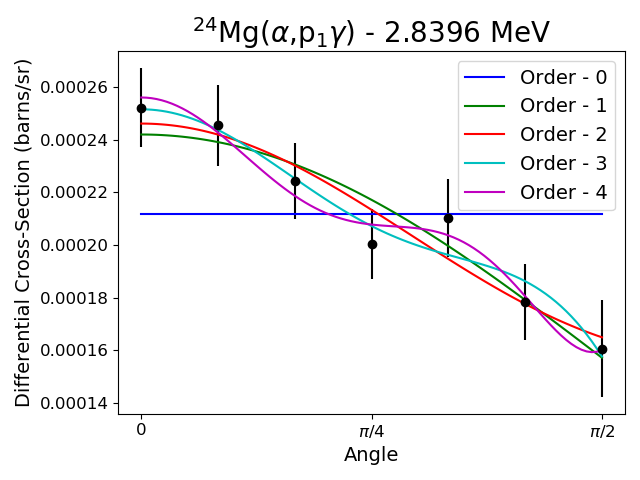 ²⁴Mg(α,p₁γ) - 2.8396 MeV
Differential Cross-Section (barns/sr)
0.00026
0.00024
0.00022
0.00020
0.00018
0.00016
0.00014
Order - 0
Order - 1
Order - 2
Order - 3
Order - 4
0
π/4
π/2
Angle